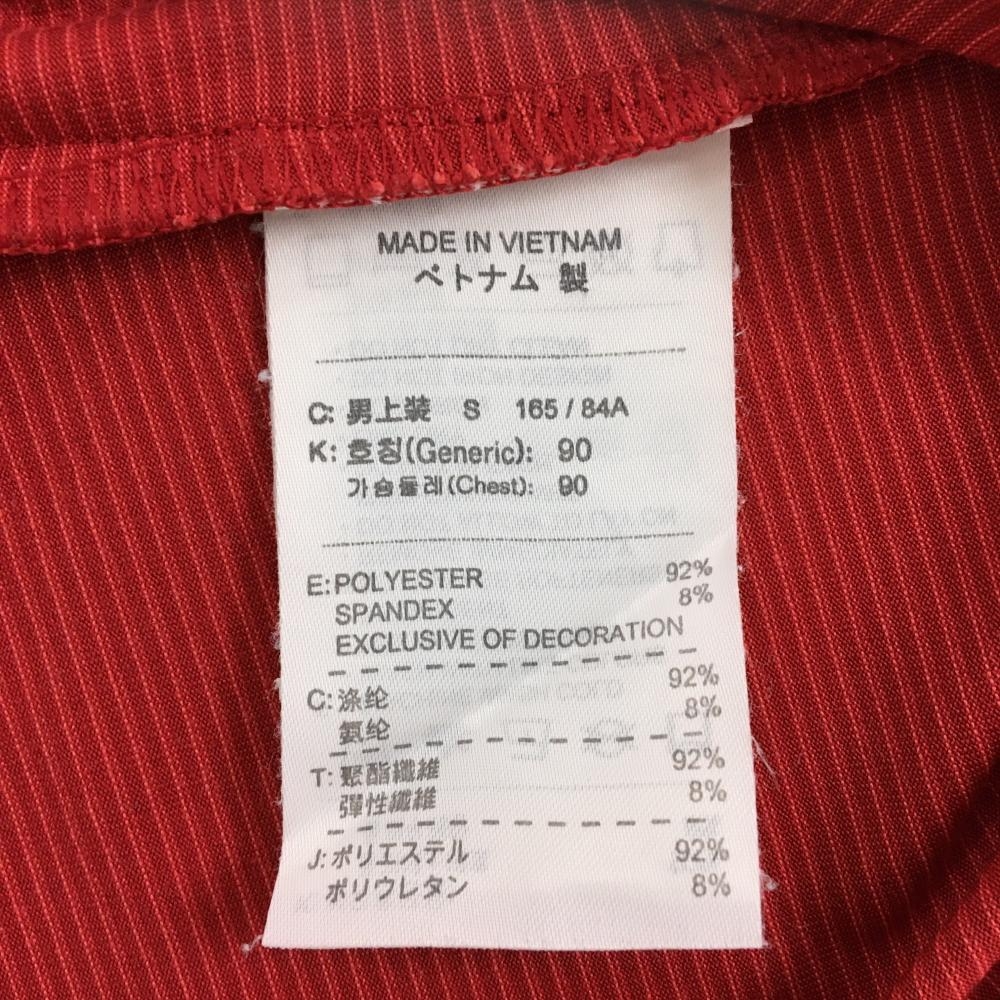 MADE IN VIETNAM
ベトナム 製
C: 男上装 S 165 / 84A
K: 호칭(Generic): 90
가슴둘레(Chest): 90
E: POLYESTER 92%
SPANDEX 8%
EXCLUSIVE OF DECORATION
C: 涤纶 92%
氨纶 8%
T: 聚酯纖維 92%
彈性纖維 8%
J: ポリエステル 92%
ポリウレタン 8%